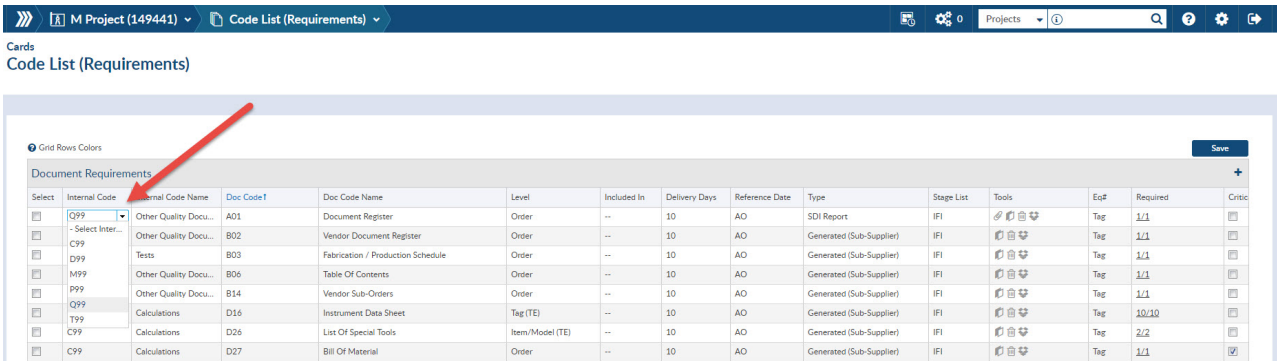 M Project (149441) Code List (Requirements) 0 Projects
Cards
Code List (Requirements)
Grid Rows Colors Save
Document Requirements +
Select Internal Code Internal Code Name Doc Code↑ Doc Code Name Level Included In Delivery Days Reference Date Type Stage List Tools Eq# Required Critic
Q99 Other Quality Docu... A01 Document Register Order -- 10 AO SDI Report IFI Tag 1/1
- Select Inter... Other Quality Docu... B02 Vendor Document Register Order -- 10 AO Generated (Sub-Supplier) IFI Tag 1/1
C99
D99 Tests B03 Fabrication / Production Schedule Order -- 10 AO Generated (Sub-Supplier) IFI Tag 1/1
M99 Other Quality Docu... B06 Table Of Contents Order -- 10 AO Generated (Sub-Supplier) IFI Tag 1/1
P99 Other Quality Docu... B14 Vendor Sub-Orders Order -- 10 AO Generated (Sub-Supplier) IFI Tag 1/1
Q99
T99 Calculations D16 Instrument Data Sheet Tag (TE) -- 10 AO Generated (Sub-Supplier) IFI Tag 10/10
C99 Calculations D26 List Of Special Tools Item/Model (TE) -- 10 AO Generated (Sub-Supplier) IFI Tag 2/2
C99 Calculations D27 Bill Of Material Order -- 10 AO Generated (Sub-Supplier) IFI Tag 1/1